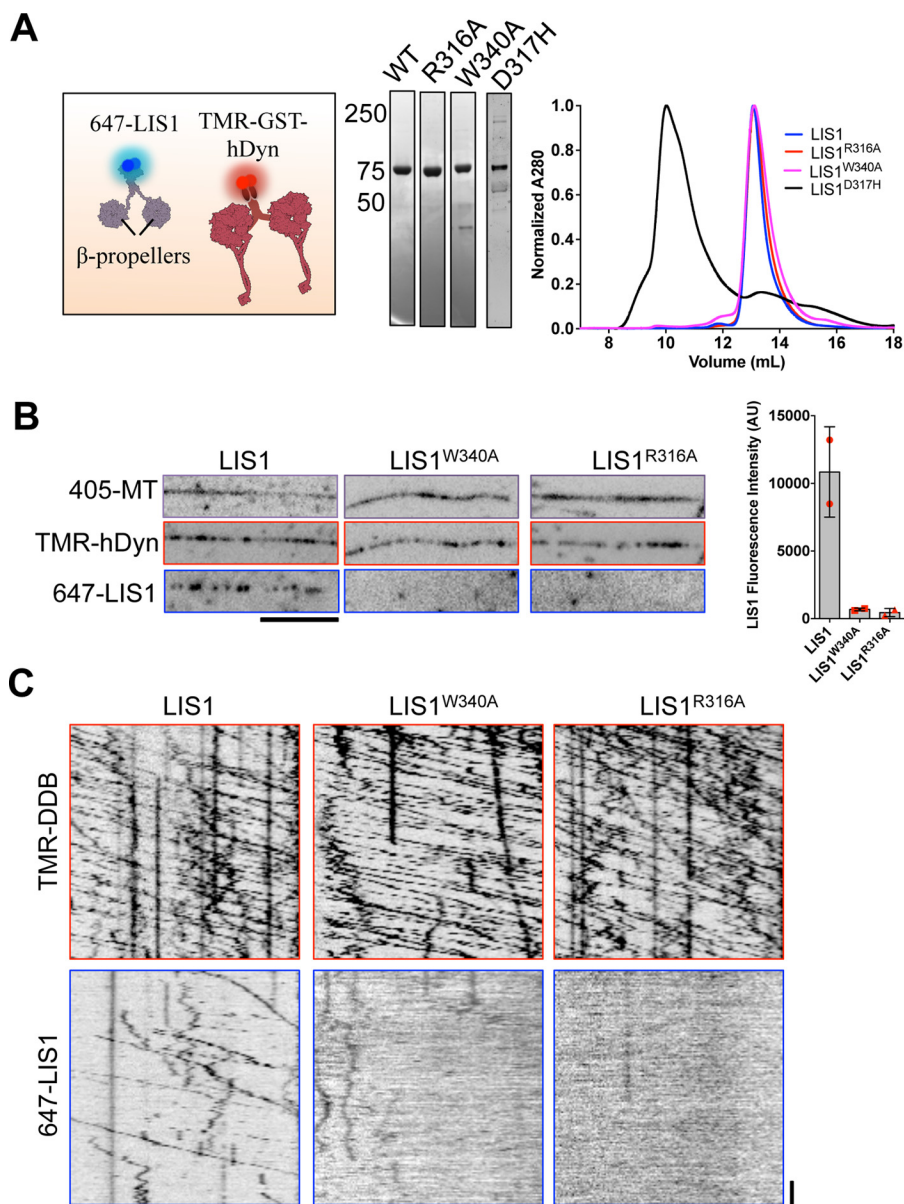 A
647-LIS1
TMR-GST-
hDyn
β-propellers
WT
R316A
W340A
D317H
250
75
50
Normalized A280
1.0
0.8
0.6
0.4
0.2
0.0
8
10
12
14
16
18
Volume (mL)
LIS1
LIS1R316A
LIS1W340A
LIS1D317H
B
LIS1
LIS1W340A
LIS1R316A
405-MT
TMR-hDyn
647-LIS1
LIS1 Fluorescence Intensity (AU)
15000
10000
5000
0
LIS1
LIS1W340A
LIS1R316A
C
LIS1
LIS1W340A
LIS1R316A
TMR-DDB
647-LIS1